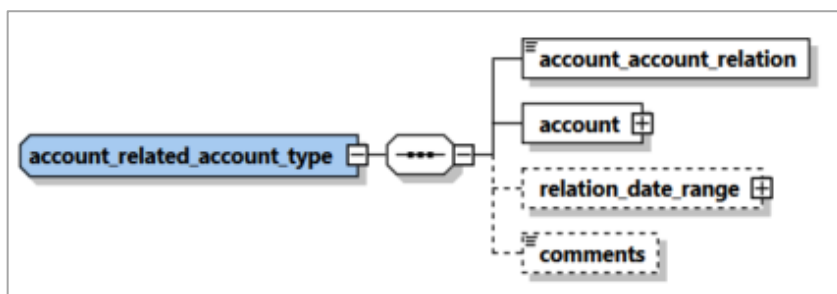 account_account_relation
account
account_related_account_type
relation_date_range
comments